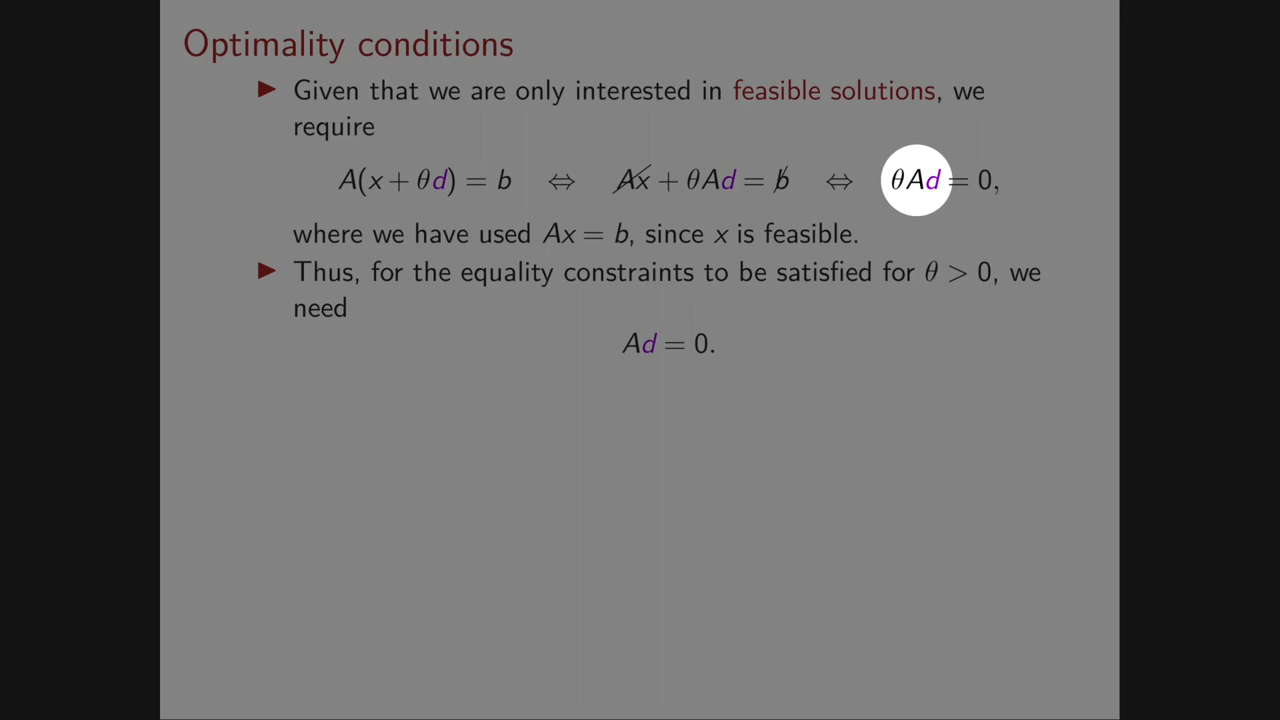 Optimality conditions
▶ Given that we are only interested in feasible solutions, we
require
A(x + θd) = b ⇔ Ax + θAd = b ⇔ θAd = 0,
where we have used Ax = b, since x is feasible.
▶ Thus, for the equality constraints to be satisfied for θ > 0, we
need
Ad = 0.